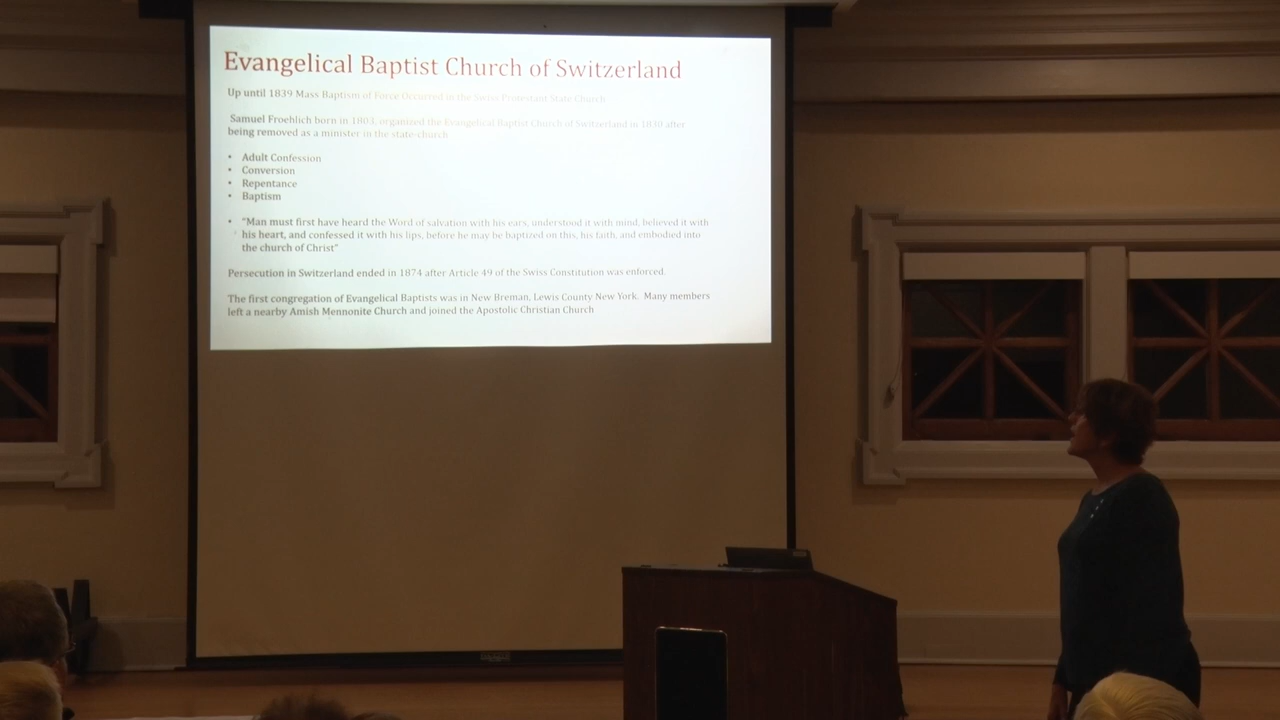 Evangelical Baptist Church of Switzerland
Up until 1839 Mass Baptism of Force Occurred in the Swiss Protestant State Church
Samuel Froehlich born in 1803, organized the Evangelical Baptist Church of Switzerland in 1830 after
being removed as a minister in the state-church
• Adult Confession
• Conversion
• Repentance
• Baptism
• "Man must first have heard the Word of salvation with his ears, understood it with mind, believed it with
his heart, and confessed it with his lips, before he may be baptized on this, his faith, and embodied into
the church of Christ"
Persecution in Switzerland ended in 1874 after Article 49 of the Swiss Constitution was enforced.
The first congregation of Evangelical Baptists was in New Breman, Lewis County New York. Many members
left a nearby Amish Mennonite Church and joined the Apostolic Christian Church